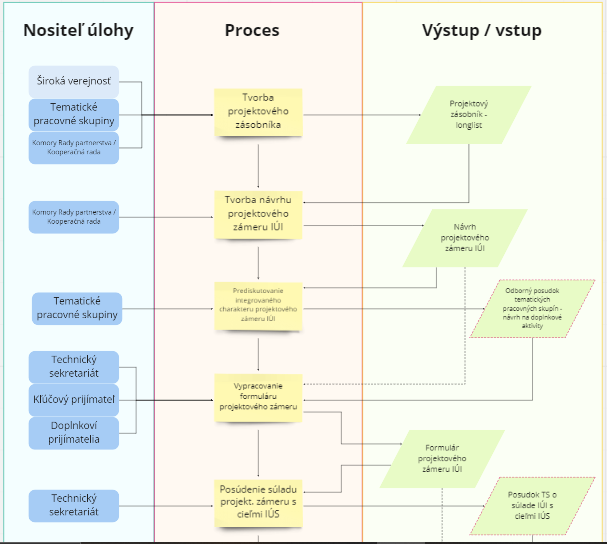 Nositeľ úlohy
Proces
Výstup / vstup
Široká verejnosť
Tematické
pracovné skupiny
Komory Rady partnerstva /
Kooperačná rada
Tvorba
projektového
zásobníka
Projektový
zásobník -
longlist
Komory Rady partnerstva /
Kooperačná rada
Tvorba návrhu
projektového
zámeru IÚI
Návrh
projektového
zámeru IÚI
Tematické
pracovné skupiny
Prediskutovanie
integrovaného
charakteru projektového
zámeru IÚI
Odborný posudok
tematických
pracovných skupín -
návrh na doplnkové
aktivity
Technický
sekretariát
Kľúčový prijímateľ
Doplnkoví
prijímatelia
Vypracovanie
formuláru
projektového zámeru
Formulár
projektového
zámeru IÚI
Technický
sekretariát
Posúdenie súladu
projekt. zámeru s
cieľmi IÚS
Posudok TS o
súlade IÚI s
cieľmi IÚS